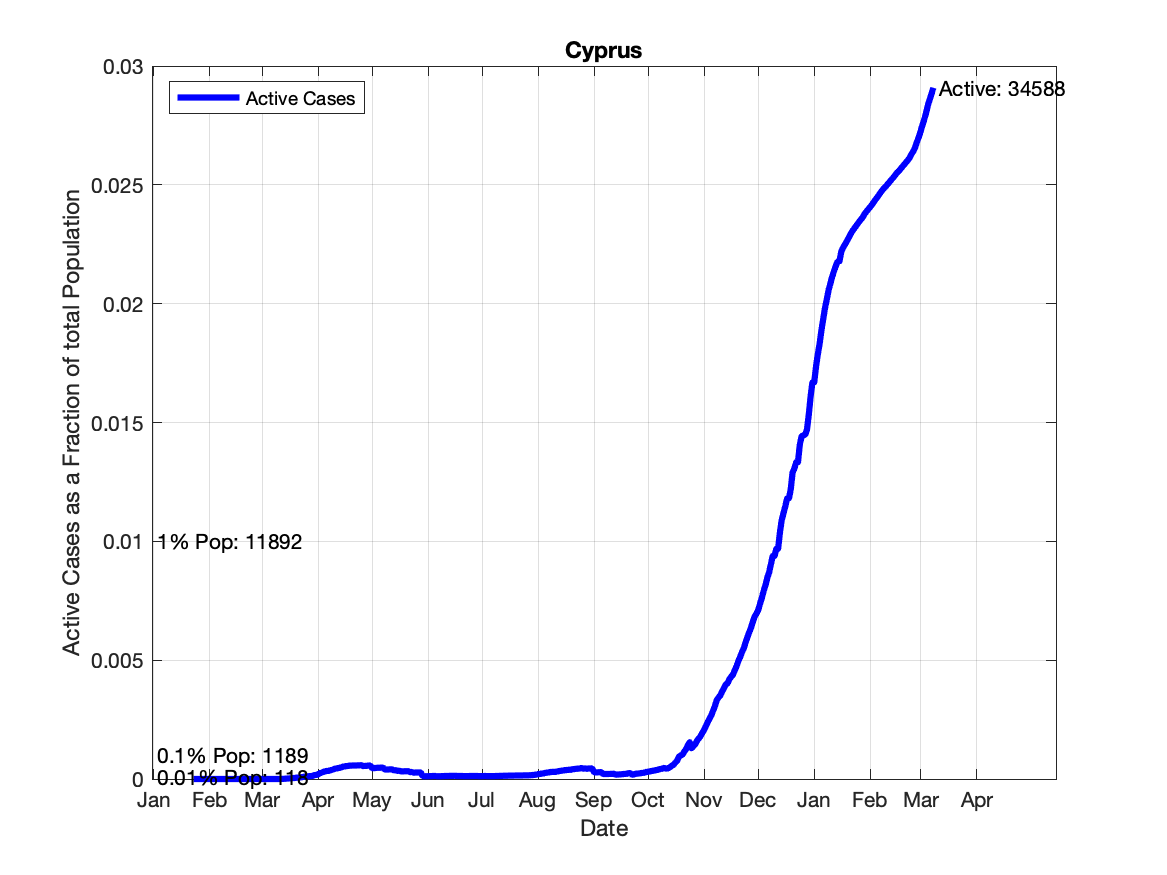 Cyprus
0.03
Active Cases
Active: 34588
0.025
0.02
0.015
0.01
1% Pop: 11892
0.005
0.1% Pop: 1189
0
0.01% Pop: 118
Jan Feb Mar Apr May Jun Jul Aug Sep Oct Nov Dec Jan Feb Mar Apr
Date
Active Cases as a Fraction of total Population